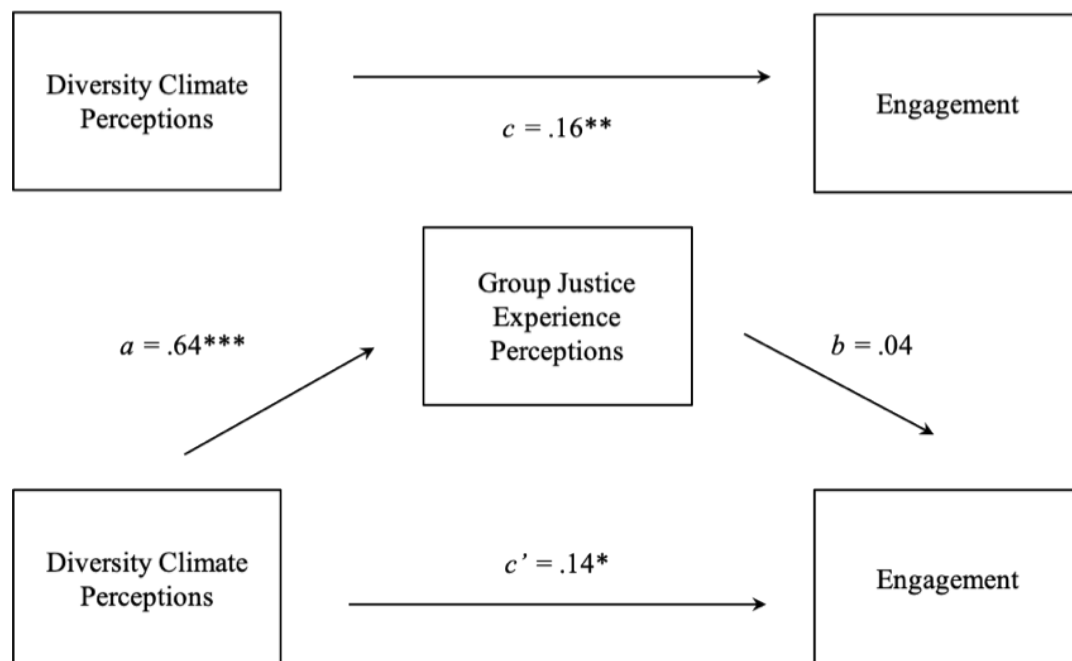 Diversity Climate
Perceptions
c = .16**
Engagement
Group Justice
Experience
Perceptions
a = .64***
b = .04
Diversity Climate
Perceptions
c’ = .14*
Engagement